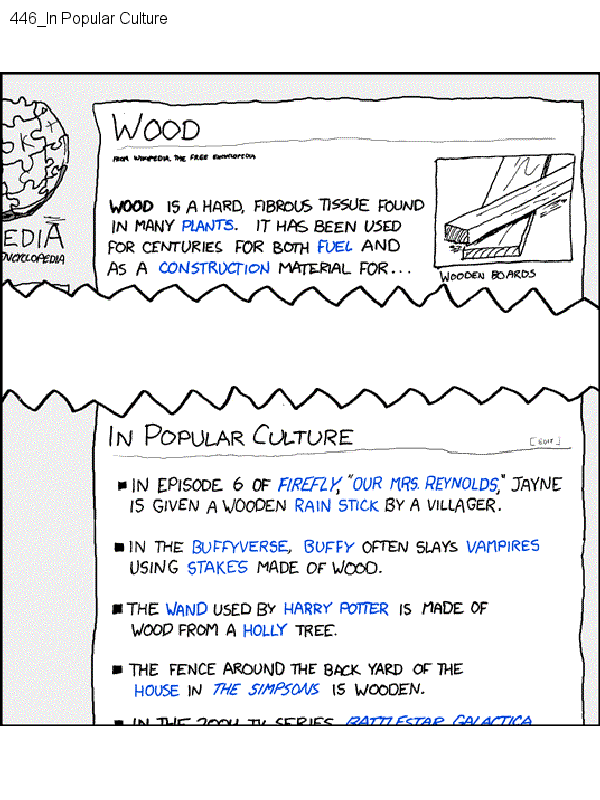 446_In Popular Culture
WOOD
FROM WIKIPEDIA, THE FREE
EDIA
WOOD IS A HARD, FIBROUS TISSUE FOUND
IN MANY PLANTS. IT HAS BEEN USED
FOR CENTURIES FOR BOTH FUEL AND
AS A CONSTRUCTION MATERIAL FOR...
WOODEN BOARDS
IN POPULAR CULTURE
[EDIT]
■ IN EPISODE 6 OF FIREFLY, "OUR MRS. REYNOLDS," JAYNE
IS GIVEN A WOODEN RAIN STICK BY A VILLAGER.
■ IN THE BUFFYVERSE, BUFFY OFTEN SLAYS VAMPIRES
USING STAKES MADE OF WOOD.
■ THE WAND USED BY HARRY POTTER IS MADE OF
WOOD FROM A HOLLY TREE.
■ THE FENCE AROUND THE BACK YARD OF THE
HOUSE IN THE SIMPSONS IS WOODEN.
■ IN THE 2004 TV SERIES BATTLESTAR GALACTICA